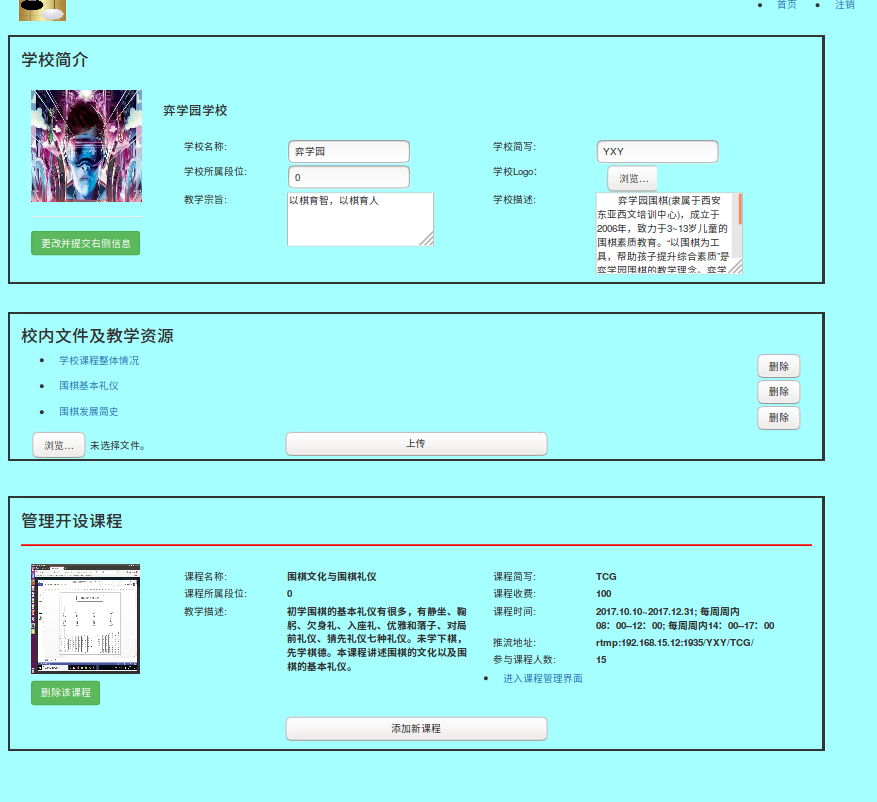 首页
注销
学校简介
弈学园学校
学校名称:
弈学园
学校简写:
YXY
学校所属段位:
0
学校Logo:
浏览...
教学宗旨:
以棋育智，以棋育人
学校描述:
弈学园围棋(隶属于西安
东亚西文培训中心)，成立于
2006年，致力于3~13岁儿童的
围棋素质教育。“以围棋为工
具，帮助孩子提升综合素质”是
弈学园围棋的教学理念。弈学
更改并提交右侧信息
校内文件及教学资源
学校课程整体情况
删除
围棋基本礼仪
删除
围棋发展简史
删除
浏览...
未选择文件。
上传
管理开设课程
课程名称:
围棋文化与围棋礼仪
课程简写:
TCG
课程所属段位:
0
课程收费:
100
教学描述:
初学围棋的基本礼仪有很多，有静坐、鞠
躬、欠身礼、入座礼、优雅和落子、对局
前礼仪、猜先礼仪七种礼仪。未学下棋，
先学棋德。本课程讲述围棋的文化以及围
棋的基本礼仪。
课程时间:
2017.10.10~2017.12.31; 每周周内
08：00--12：00; 每周周内14：00--17：00
推流地址:
rtmp:192.168.15.12:1935/YXY/TCG/
参与课程人数:
15
进入课程管理界面
删除该课程
添加新课程